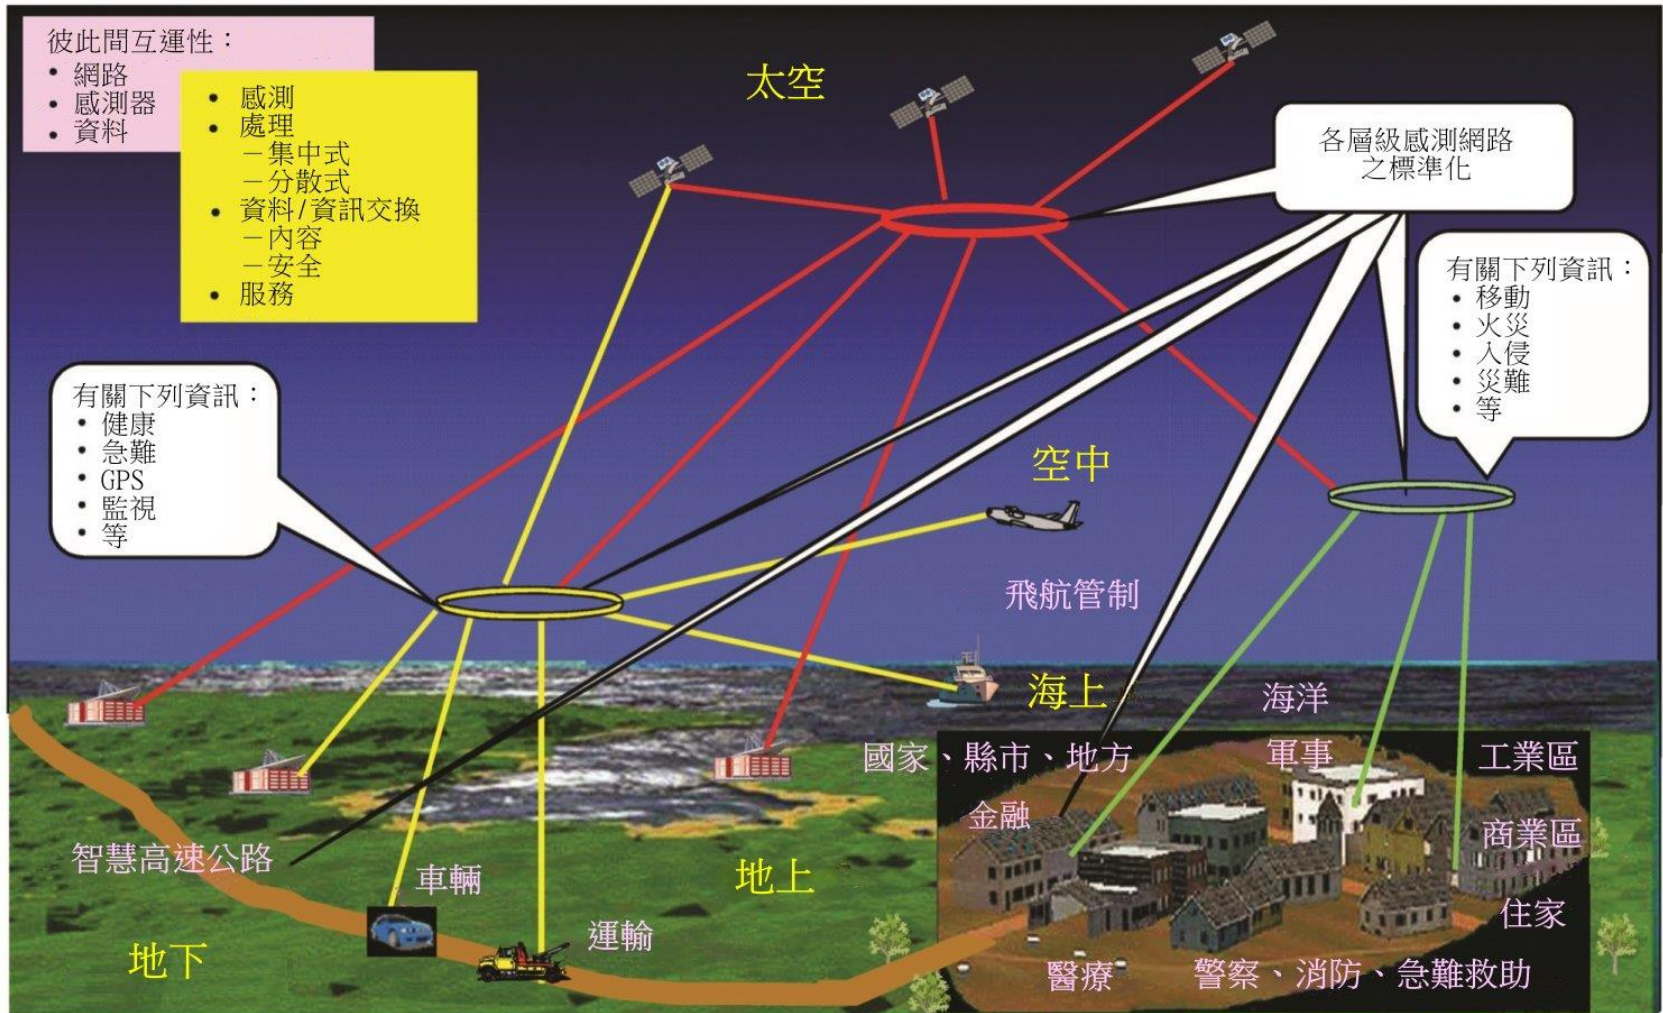 彼此間互運性：
• 網路
• 感測器
• 資料
• 感測
• 處理
－集中式
－分散式
• 資料/資訊交換
－內容
－安全
• 服務
太空
各層級感測網路
之標準化
有關下列資訊：
• 移動
• 火災
• 入侵
• 災難
• 等
有關下列資訊：
• 健康
• 急難
• GPS
• 監視
• 等
空中
飛航管制
海上
海洋
國家、縣市、地方
軍事
工業區
金融
商業區
智慧高速公路
車輛
地上
住家
運輸
地下
醫療
警察、消防、急難救助